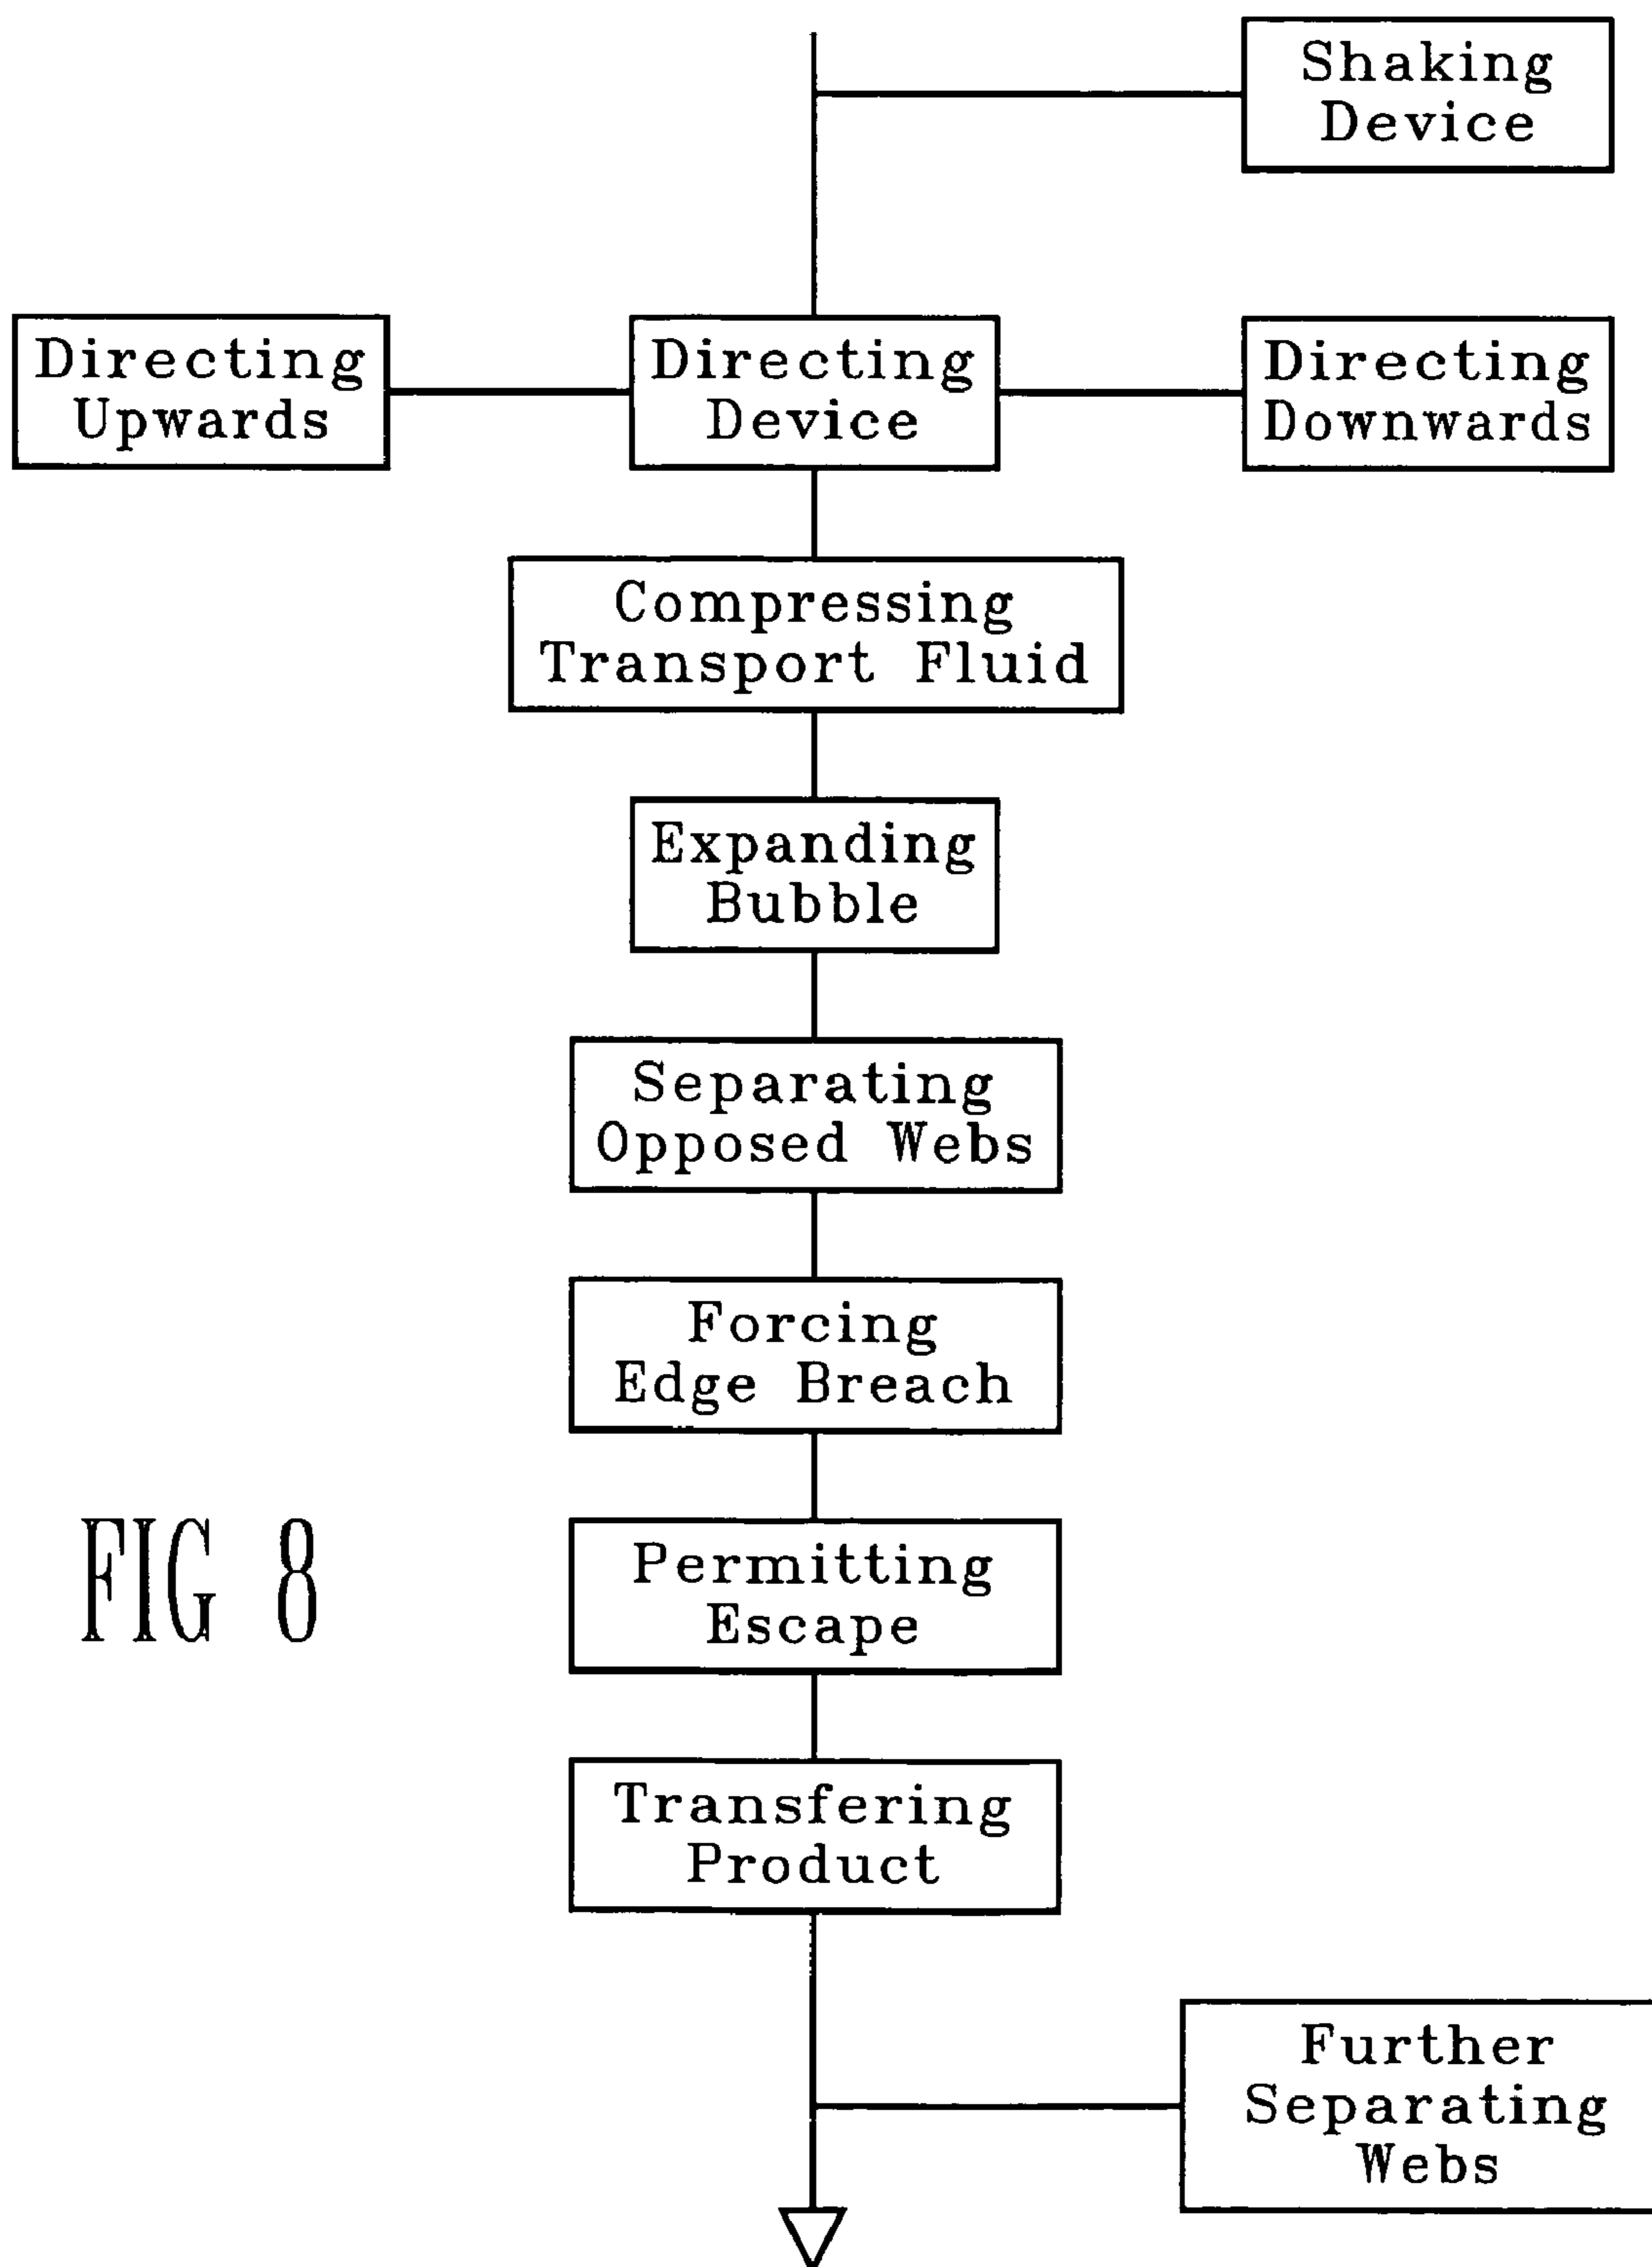 Shaking
Device
Directing
Upwards
Directing
Device
Directing
Downwards
Compressing
Transport Fluid
Expanding
Bubble
Separating
Opposed Webs
Forcing
Edge Breach
Permitting
Escape
FIG 8
Transfering
Product
Further
Separating
Webs